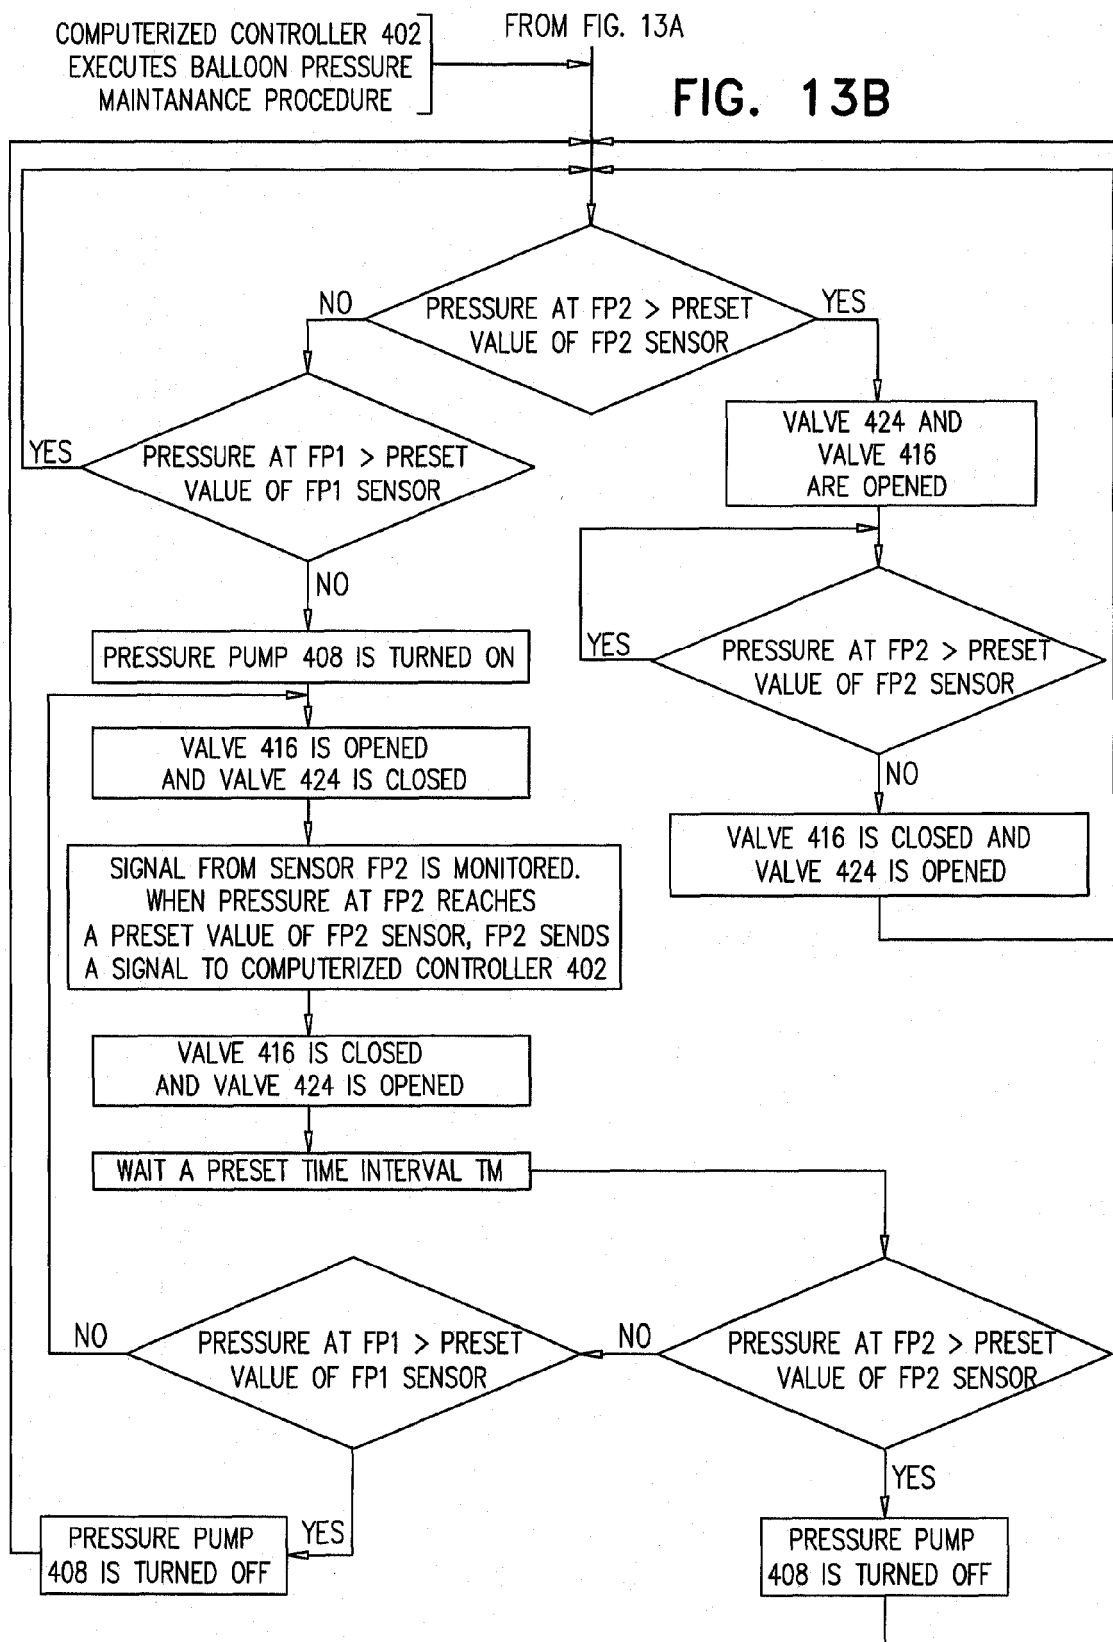 COMPUTERIZED CONTROLLER 402
EXECUTES BALLOON PRESSURE
MAINTANANCE PROCEDURE
FROM FIG. 13A
FIG. 13B
PRESSURE AT FP2 > PRESET
VALUE OF FP2 SENSOR
NO
YES
PRESSURE AT FP1 > PRESET
VALUE OF FP1 SENSOR
YES
NO
VALVE 424 AND
VALVE 416
ARE OPENED
PRESSURE AT FP2 > PRESET
VALUE OF FP2 SENSOR
YES
NO
PRESSURE PUMP 408 IS TURNED ON
VALVE 416 IS OPENED
AND VALVE 424 IS CLOSED
VALVE 416 IS CLOSED AND
VALVE 424 IS OPENED
SIGNAL FROM SENSOR FP2 IS MONITORED.
WHEN PRESSURE AT FP2 REACHES
A PRESET VALUE OF FP2 SENSOR, FP2 SENDS
A SIGNAL TO COMPUTERIZED CONTROLLER 402
VALVE 416 IS CLOSED
AND VALVE 424 IS OPENED
WAIT A PRESET TIME INTERVAL TM
NO
PRESSURE AT FP1 > PRESET
VALUE OF FP1 SENSOR
NO
PRESSURE AT FP2 > PRESET
VALUE OF FP2 SENSOR
YES
YES
PRESSURE PUMP
408 IS TURNED OFF
PRESSURE PUMP
408 IS TURNED OFF